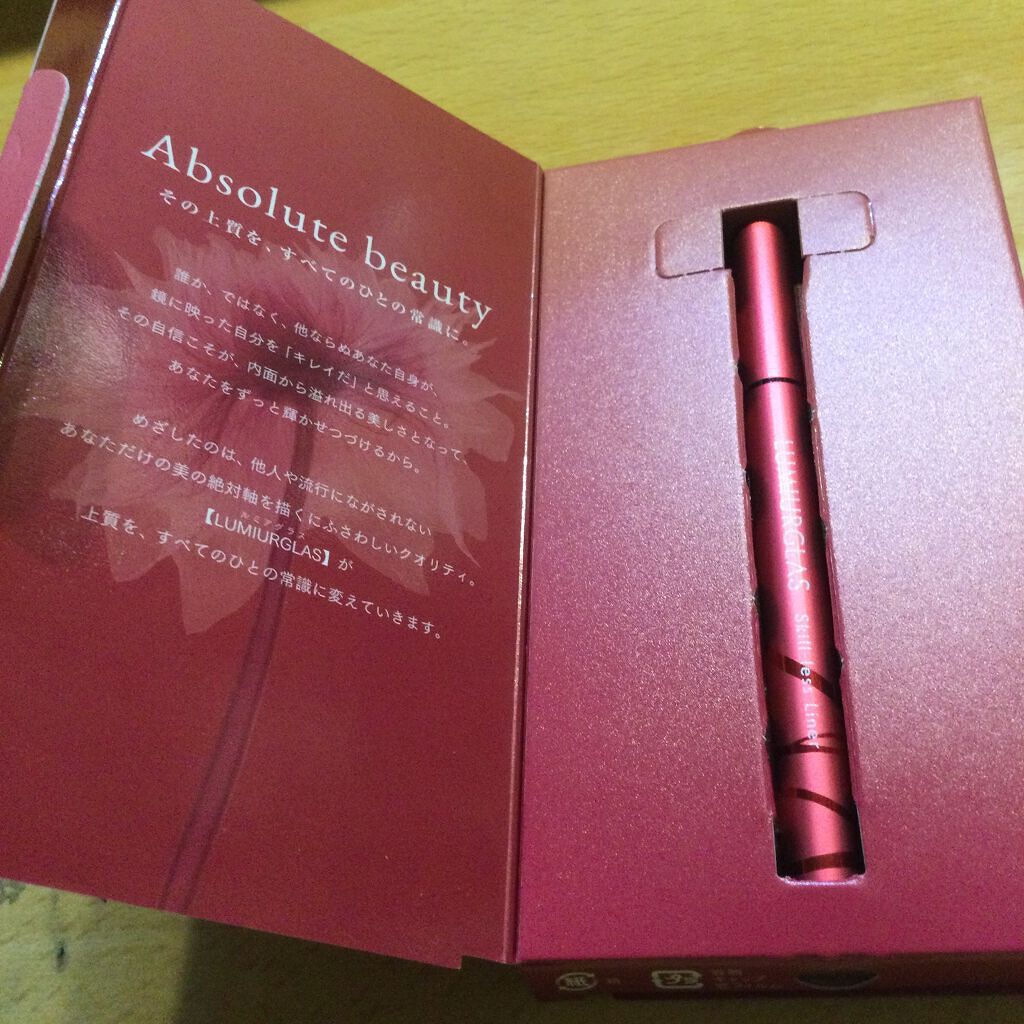 Absolute beauty
その上質を、すべてのひとの常識に。
誰か、ではなく、他ならぬあなた自身が、
鏡に映った自分を「キレイだ」と思えること。
その自信こそが、内面から溢れ出る美しさとなって、
あなたをずっと輝かせつづけるから。
めざしたのは、他人や流行にながされない
あなただけの美の絶対軸を描くにふさわしいクオリティ。
ルミアグラス
【LUMIURGLAS】が
上質を、すべてのひとの常識に変えていきます。
LUMIURGLAS Skill-less Liner
紙 箱
プラ